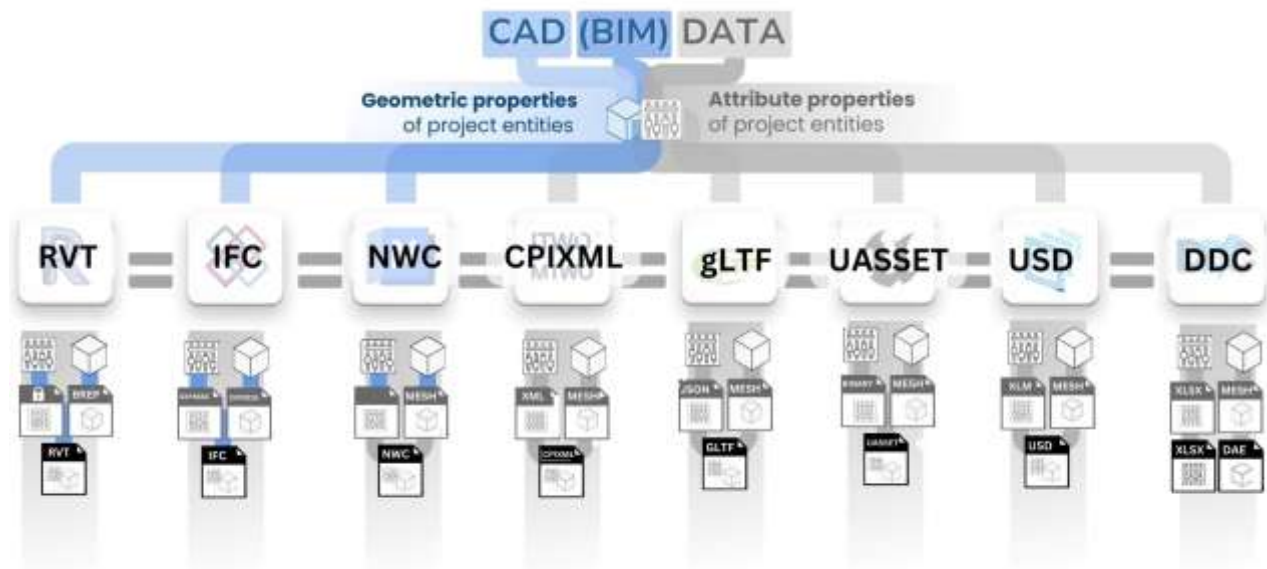 CAD (BIM) DATA
Geometric properties
of project entities
Attribute properties
of project entities
RVT = IFC = NWC = CPIXML = gLTF = UASSET = USD = DDC
ITWO
MTWO
BREP
MESH
XML MESH
JSON MESH
BINARY MESH
XLM MESH
XLSX MESH
RVT
IFC
NWC
CPIXML
GLTF
UASSET
USD
XLSX DAE